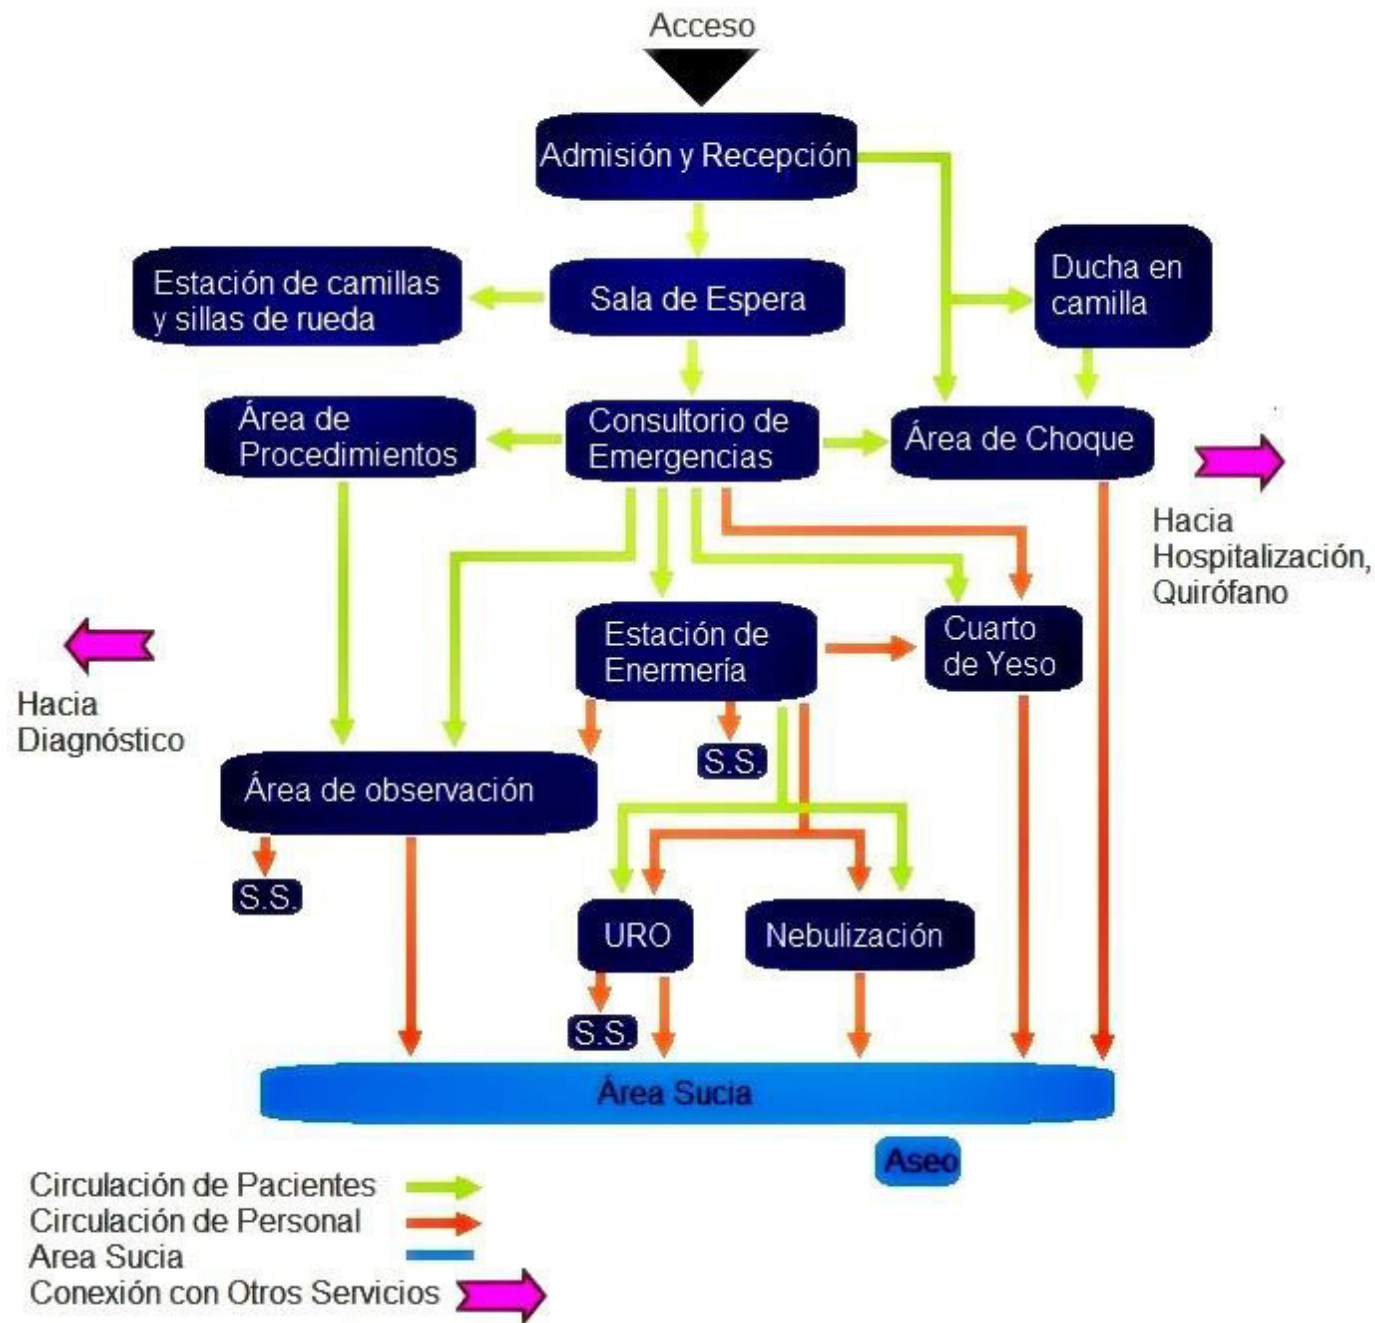 Acceso
Admisión y Recepción
Estación de camillas
y sillas de rueda
Sala de Espera
Ducha en
camilla
Área de
Procedimientos
Consultorio de
Emergencias
Área de Choque
Hacia
Hospitalización,
Quirófano
Estación de
Enermería
Cuarto
de Yeso
Hacia
Diagnóstico
S.S.
Área de observación
S.S.
URO
Nebulización
S.S.
Área Sucia
Aseo
Circulación de Pacientes
Circulación de Personal
Area Sucia
Conexión con Otros Servicios